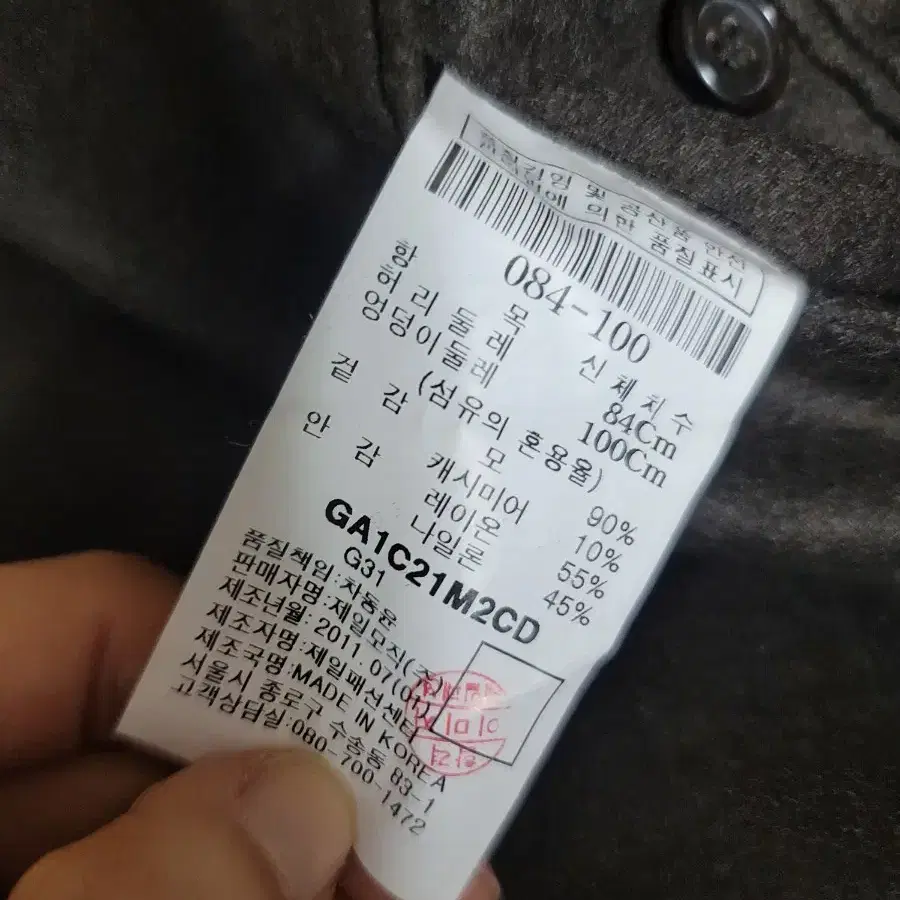 품질경영 및 공산품 안전
법에 의한 품질표시
084-100
항 목 신 체 치 수
허 리 둘 레 84Cm
엉덩이둘레 100Cm
(섬유의 혼용율)
겉 감 모 90%
캐시미어 10%
안 감 레이온 55%
나일론 45%
GA1C21M2CD
G31
품질책임:차동윤
판매자명:제일모직(주)
제조년월:2011.07(하)
제조자명:제일패션센타
제조국명:MADE IN KOREA
서울시 종로구 수송동 83-1
고객상담실:080-700-1472